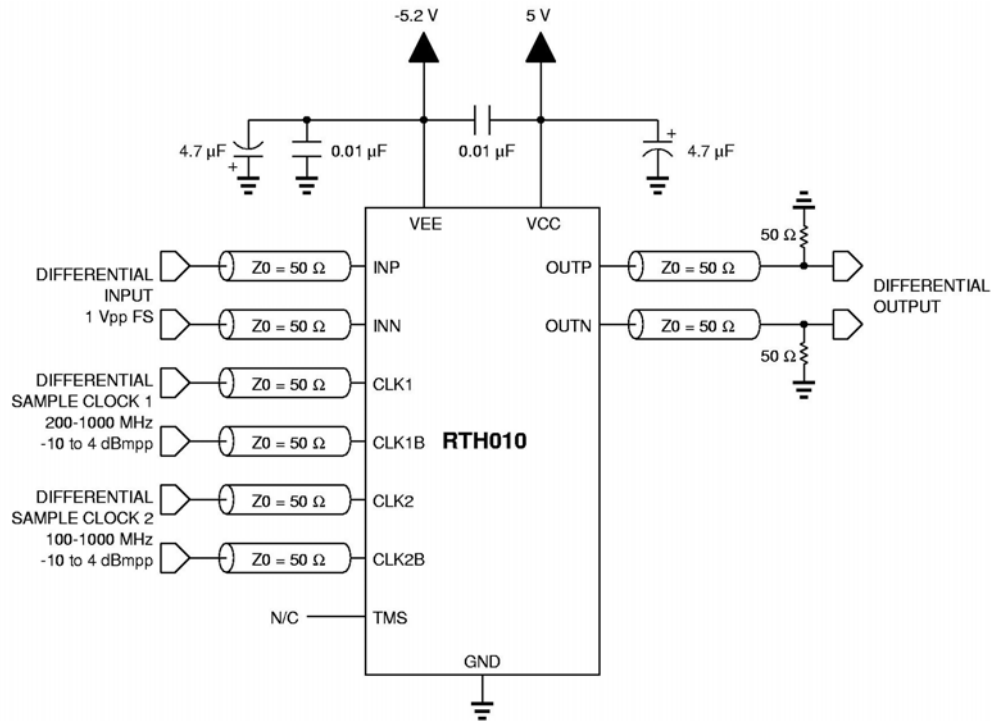 -5.2 V
5 V
4.7 µF
+
0.01 µF
0.01 µF
+
4.7 µF
VEE
VCC
50 Ω
Z0 = 50 Ω
INP
OUTP
Z0 = 50 Ω
DIFFERENTIAL
INPUT
1 Vpp FS
DIFFERENTIAL
OUTPUT
Z0 = 50 Ω
INN
OUTN
Z0 = 50 Ω
50 Ω
DIFFERENTIAL
SAMPLE CLOCK 1
200-1000 MHz
-10 to 4 dBmpp
Z0 = 50 Ω
CLK1
Z0 = 50 Ω
CLK1B
RTH010
DIFFERENTIAL
SAMPLE CLOCK 2
100-1000 MHz
-10 to 4 dBmpp
Z0 = 50 Ω
CLK2
Z0 = 50 Ω
CLK2B
N/C
TMS
GND